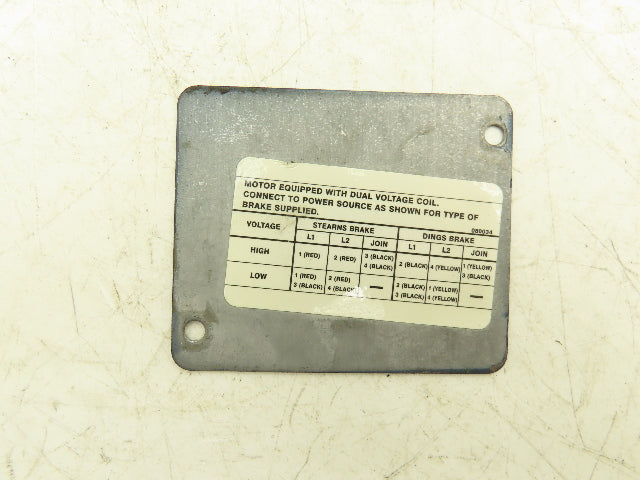 MOTOR EQUIPPED WITH DUAL VOLTAGE COIL.
CONNECT TO POWER SOURCE AS SHOWN FOR TYPE OF
BRAKE SUPPLIED.
080034
VOLTAGE STEARNS BRAKE DINGS BRAKE
L1 L2 JOIN L1 L2 JOIN
HIGH 1 (RED) 2 (RED) 3 (BLACK) 2 (BLACK) 4 (YELLOW) 1 (YELLOW)
4 (BLACK) 3 (BLACK)
LOW 1 (RED) 2 (RED) — 2 (BLACK) 1 (YELLOW) —
3 (BLACK) 4 (BLACK) 3 (BLACK) 4 (YELLOW)